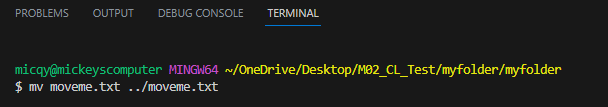 PROBLEMS OUTPUT DEBUG CONSOLE TERMINAL
micqy@mickeyscomputer MINGW64 ~/OneDrive/Desktop/M02_CL_Test/myfolder/myfolder
$ mv moveme.txt ../moveme.txt